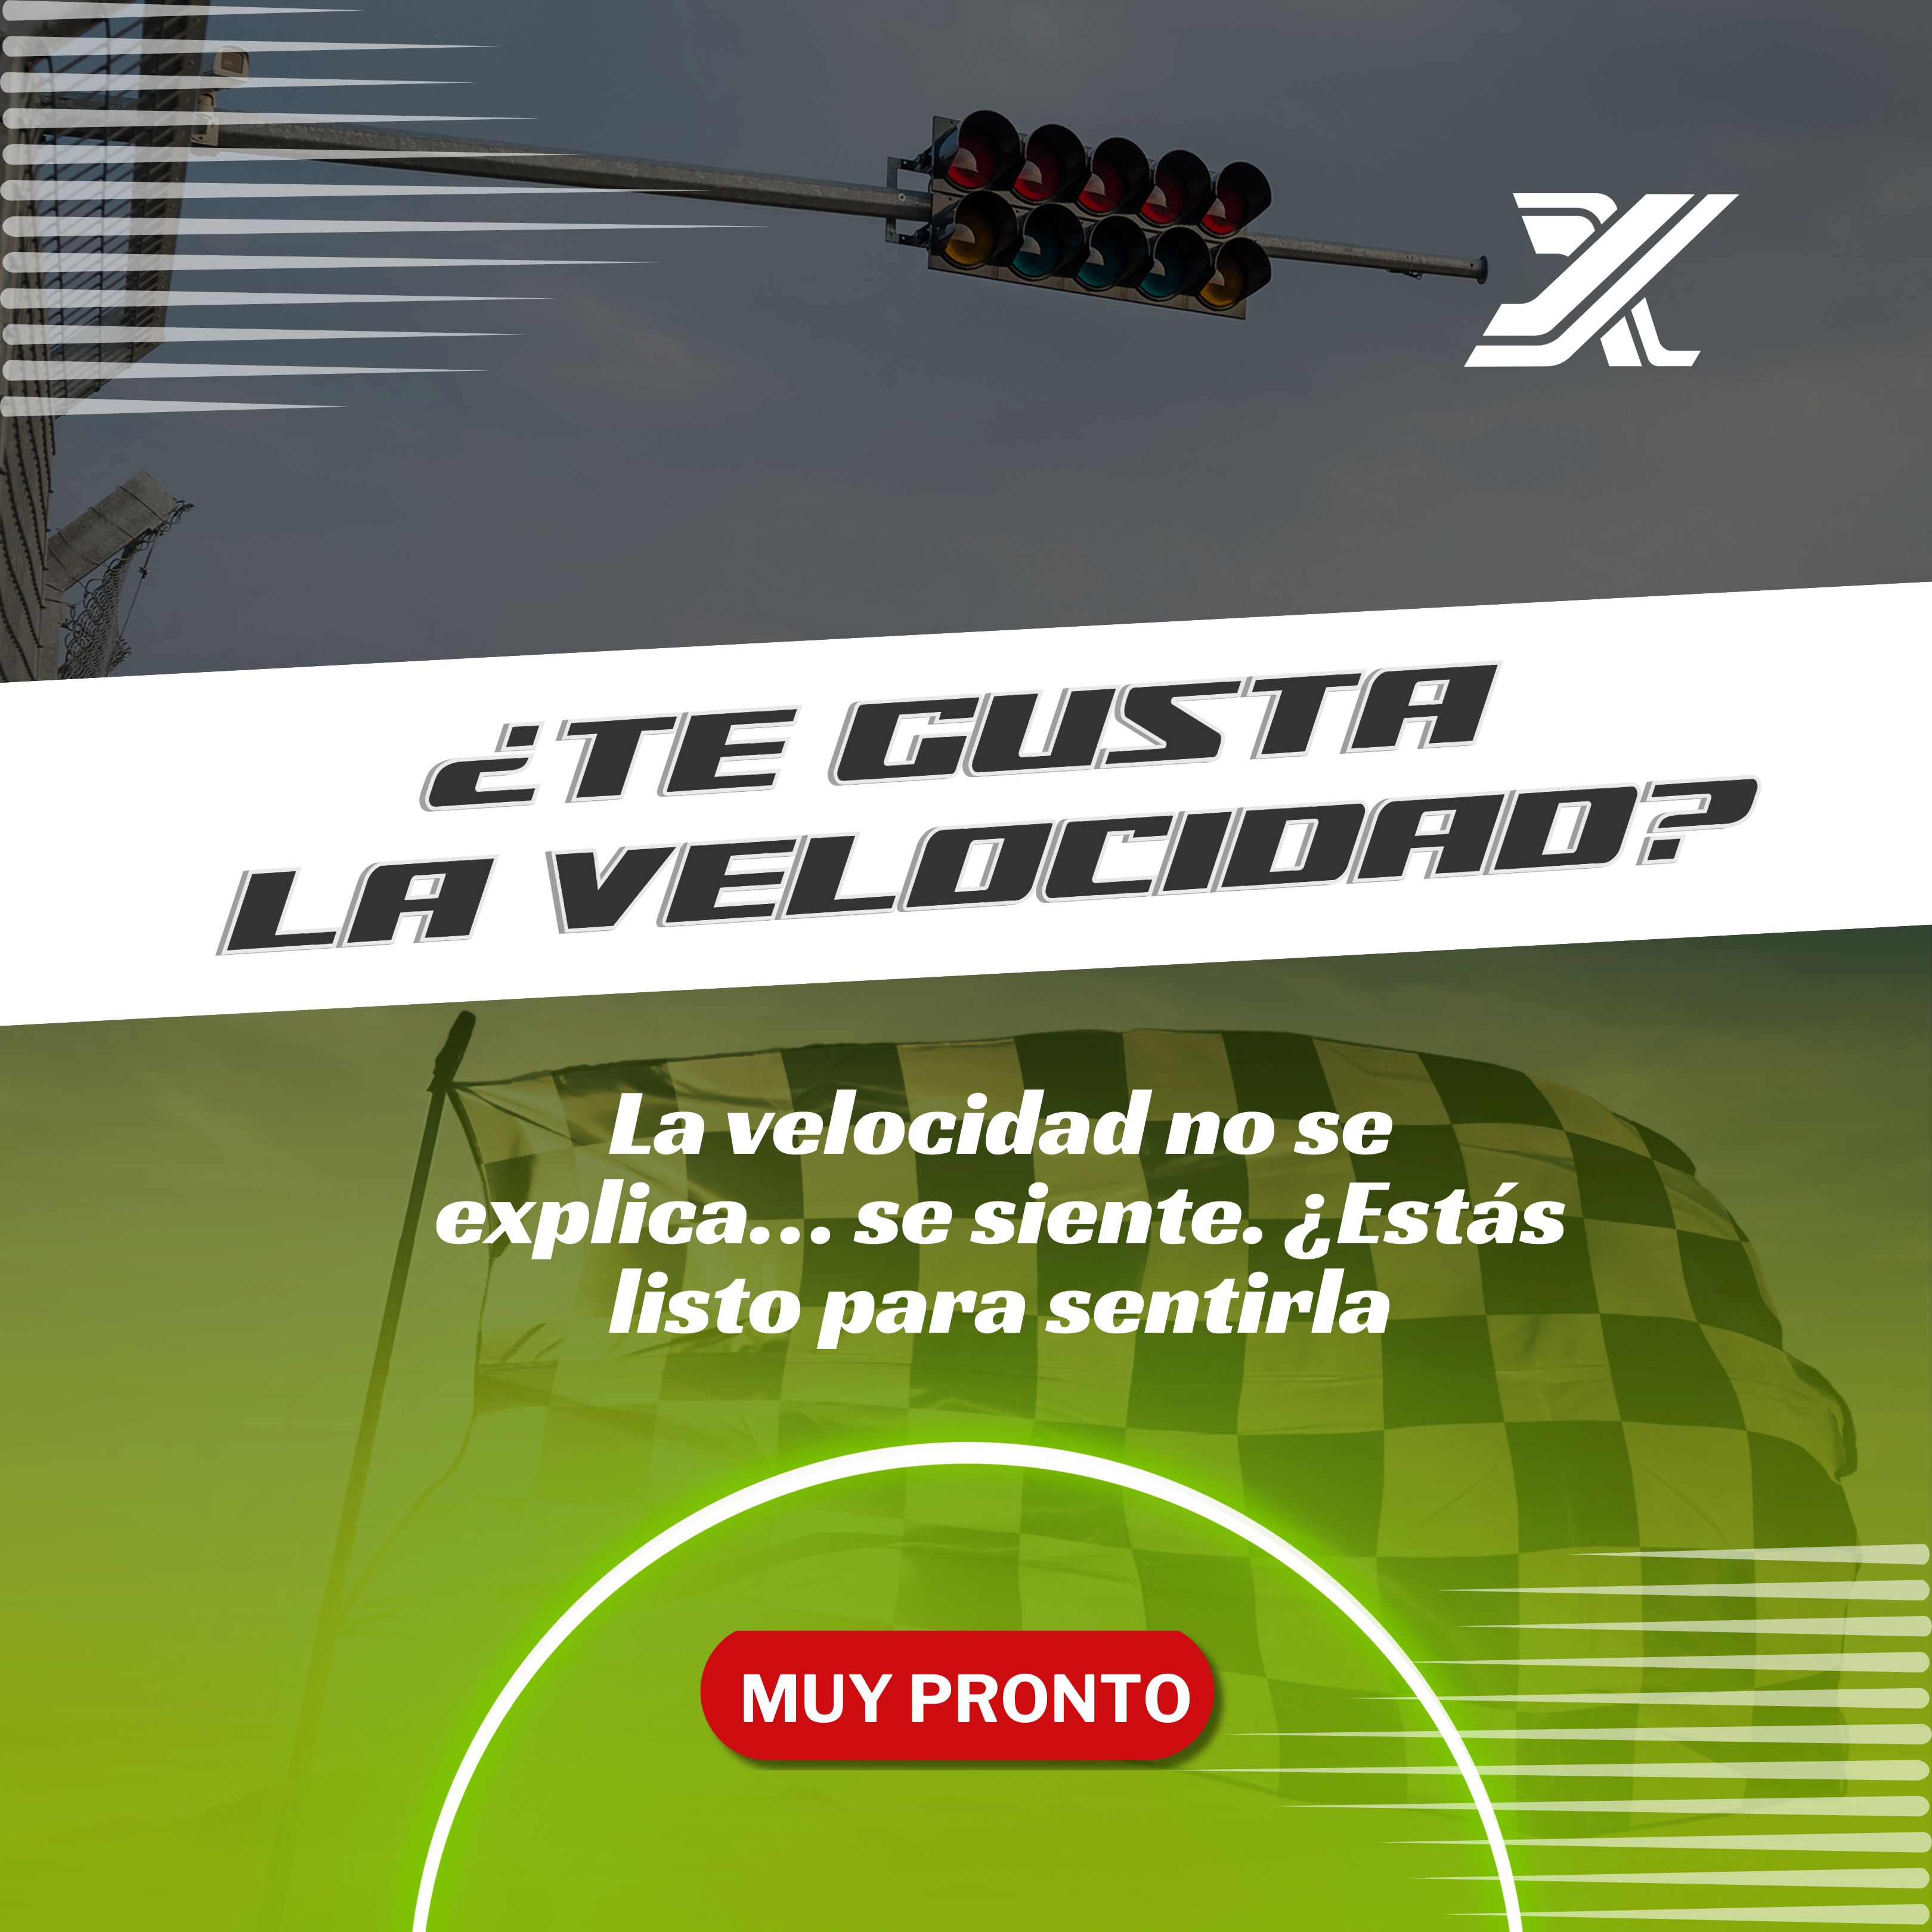 ¿TE GUSTA
LA VELOCIDAD?
La velocidad no se
explica... se siente. ¿Estás
listo para sentirla
MUY PRONTO